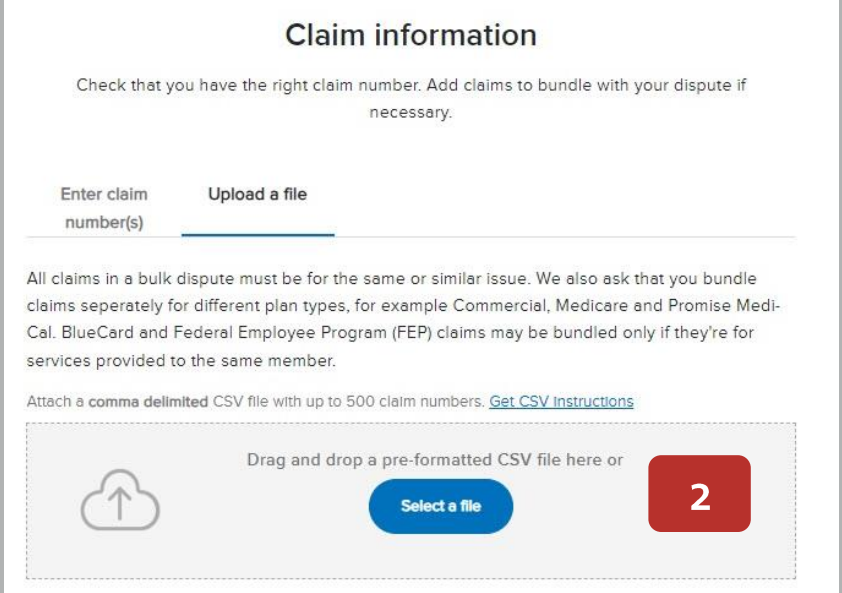 Claim information
Check that you have the right claim number. Add claims to bundle with your dispute if
necessary.
Enter claim
number(s)
Upload a file
All claims in a bulk dispute must be for the same or similar issue. We also ask that you bundle
claims seperately for different plan types, for example Commercial, Medicare and Promise Medi-
Cal. BlueCard and Federal Employee Program (FEP) claims may be bundled only if they're for
services provided to the same member.
Attach a comma delimited CSV file with up to 500 claim numbers. Get CSV Instructions
Drag and drop a pre-formatted CSV file here or
Select a file
2